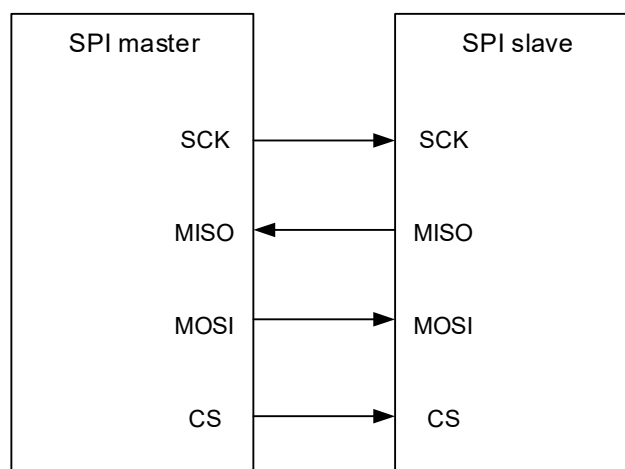 SPI master
SPI slave
SCK
SCK
MISO
MISO
MOSI
MOSI
CS
CS